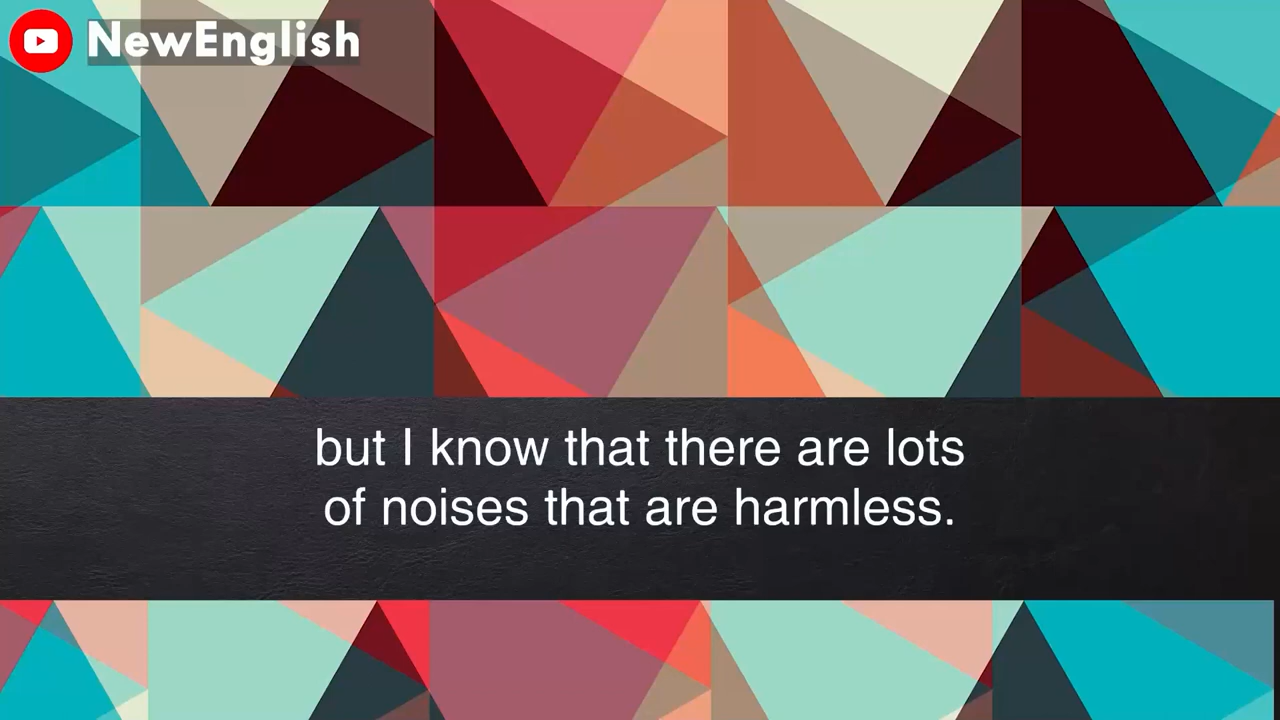 NewEnglish
but I know that there are lots
of noises that are harmless.